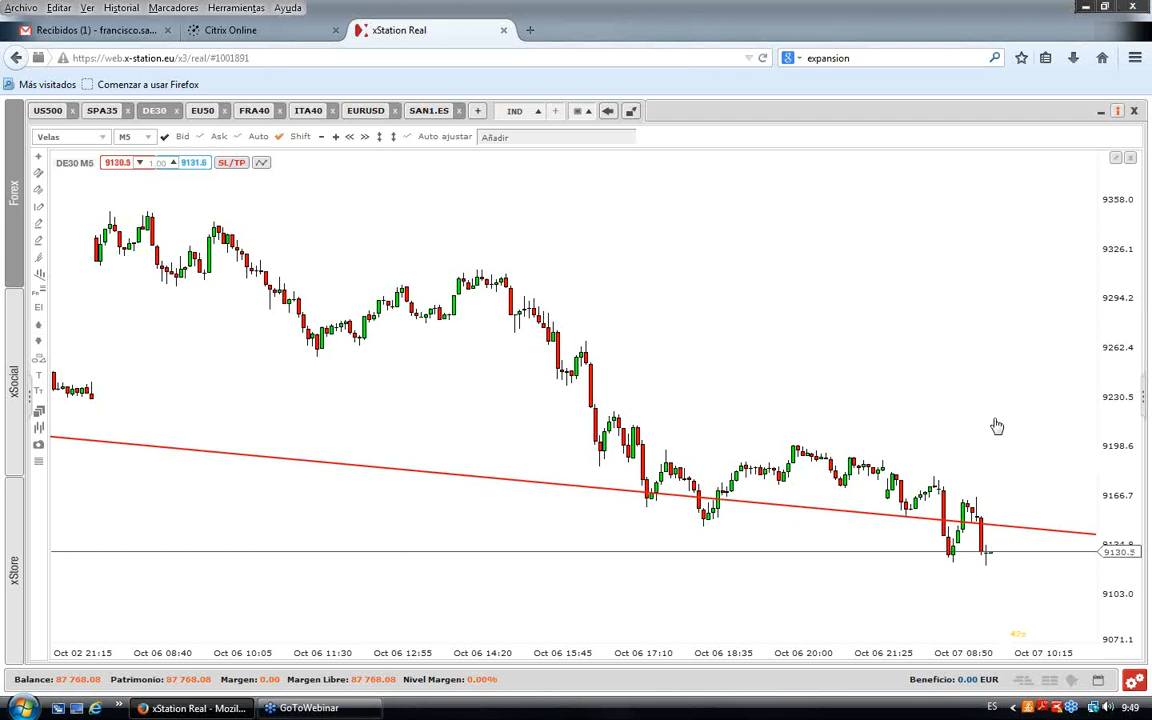 Archivo Editar Ver Historial Marcadores Herramientas Ayuda
Recibidos (1) - francisco.sa... × Citrix Online × xStation Real × +
https://web.x-station.eu/x3/real/#1001891 expansion
Más visitados Comenzar a usar Firefox
US500 x SPA35 x DE30 x EU50 x FRA40 x ITA40 x EURUSD x SAN1.ES x + IND
Velas M5 Bid Ask Auto Shift Auto ajustar Añadir
DE30 M5 9130.5 1.00 9131.6 SL/TP
Forex
xSocial
xStore
EI
T
9358.0
9326.1
9294.2
9262.4
9230.5
9198.6
9166.7
9134.8
9130.5
9103.0
9071.1
42s
Oct 02 21:15 Oct 06 08:40 Oct 06 10:05 Oct 06 12:55 Oct 06 14:20 Oct 06 15:45 Oct 06 17:10 Oct 06 18:35 Oct 06 20:00 Oct 06 21:25 Oct 07 08:50 Oct 07 10:15
Balance: 87 768.08 Patrimonio: 87 768.08 Margen: 0.00 Margen Libre: 87 768.08 Nivel Margen: 0.00% Beneficio: 0.00 EUR
xStation Real - Mozil... GoToWebinar ES 9:49